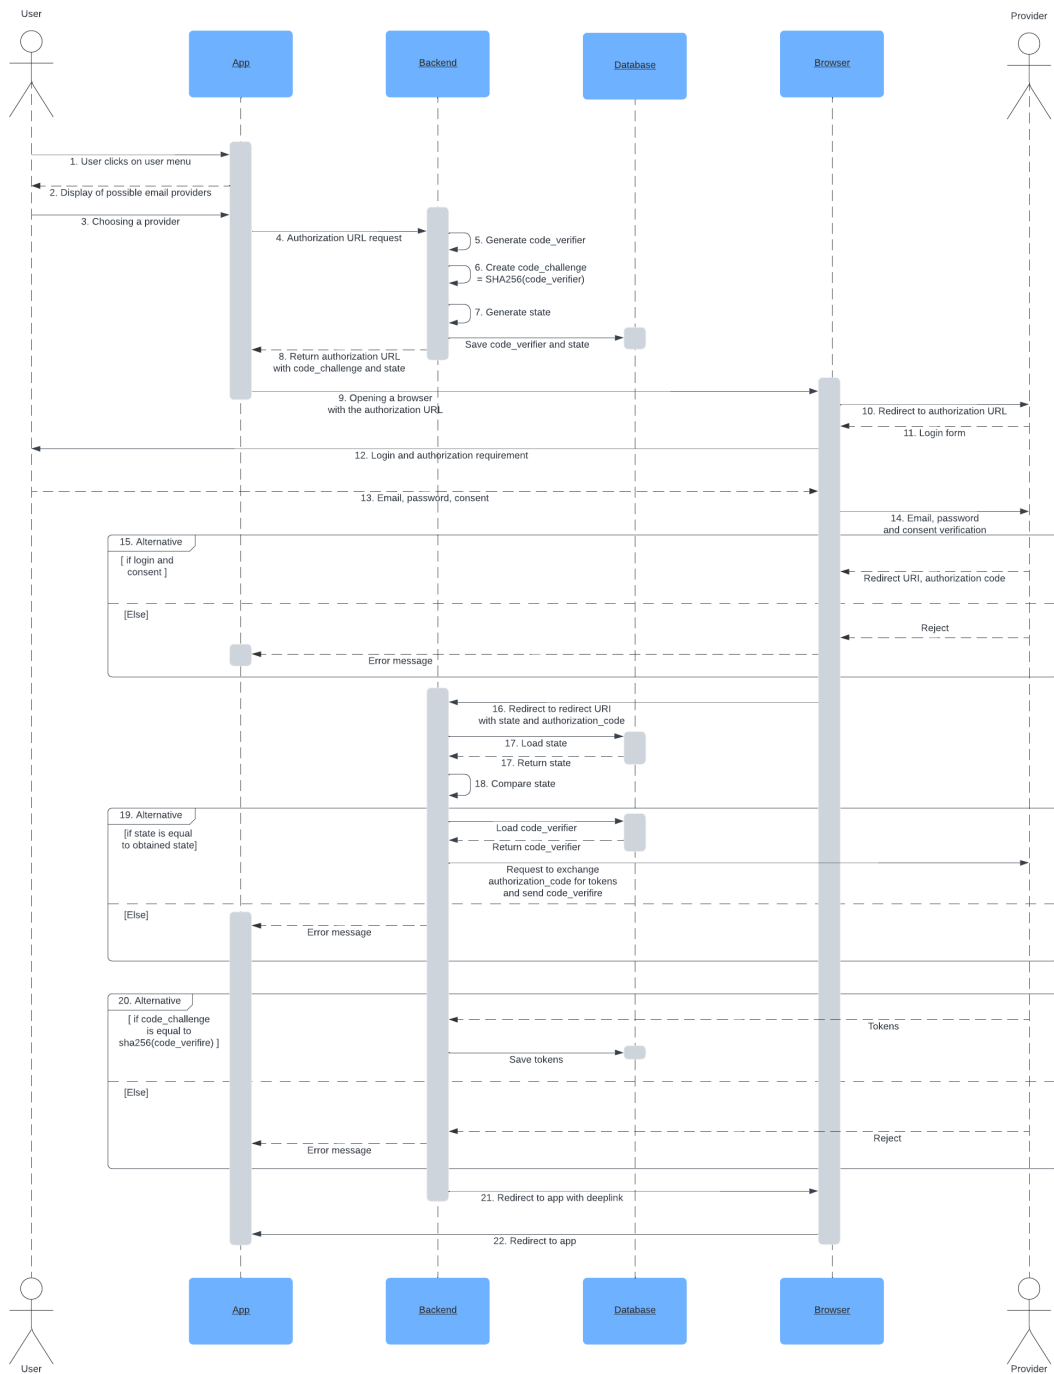 User
Provider
App
Backend
Database
Browser
1. User clicks on user menu
2. Display of possible email providers
3. Choosing a provider
4. Authorization URL request
5. Generate code_verifier
6. Create code_challenge
= SHA256(code_verifier)
7. Generate state
Save code_verifier and state
8. Return authorization URL
with code_challenge and state
9. Opening a browser
with the authorization URL
10. Redirect to authorization URL
11. Login form
12. Login and authorization requirement
13. Email, password, consent
14. Email, password
and consent verification
15. Alternative
[ if login and
consent ]
Redirect URI, authorization code
[Else]
Reject
Error message
16. Redirect to redirect URI
with state and authorization_code
17. Load state
17. Return state
18. Compare state
19. Alternative
[if state is equal
to obtained state]
Load code_verifier
Return code_verifier
Request to exchange
authorization_code for tokens
and send code_verifire
[Else]
Error message
20. Alternative
[ if code_challenge
is equal to
sha256(code_verifire) ]
Tokens
Save tokens
[Else]
Reject
Error message
21. Redirect to app with deeplink
22. Redirect to app
App
Backend
Database
Browser
User
Provider